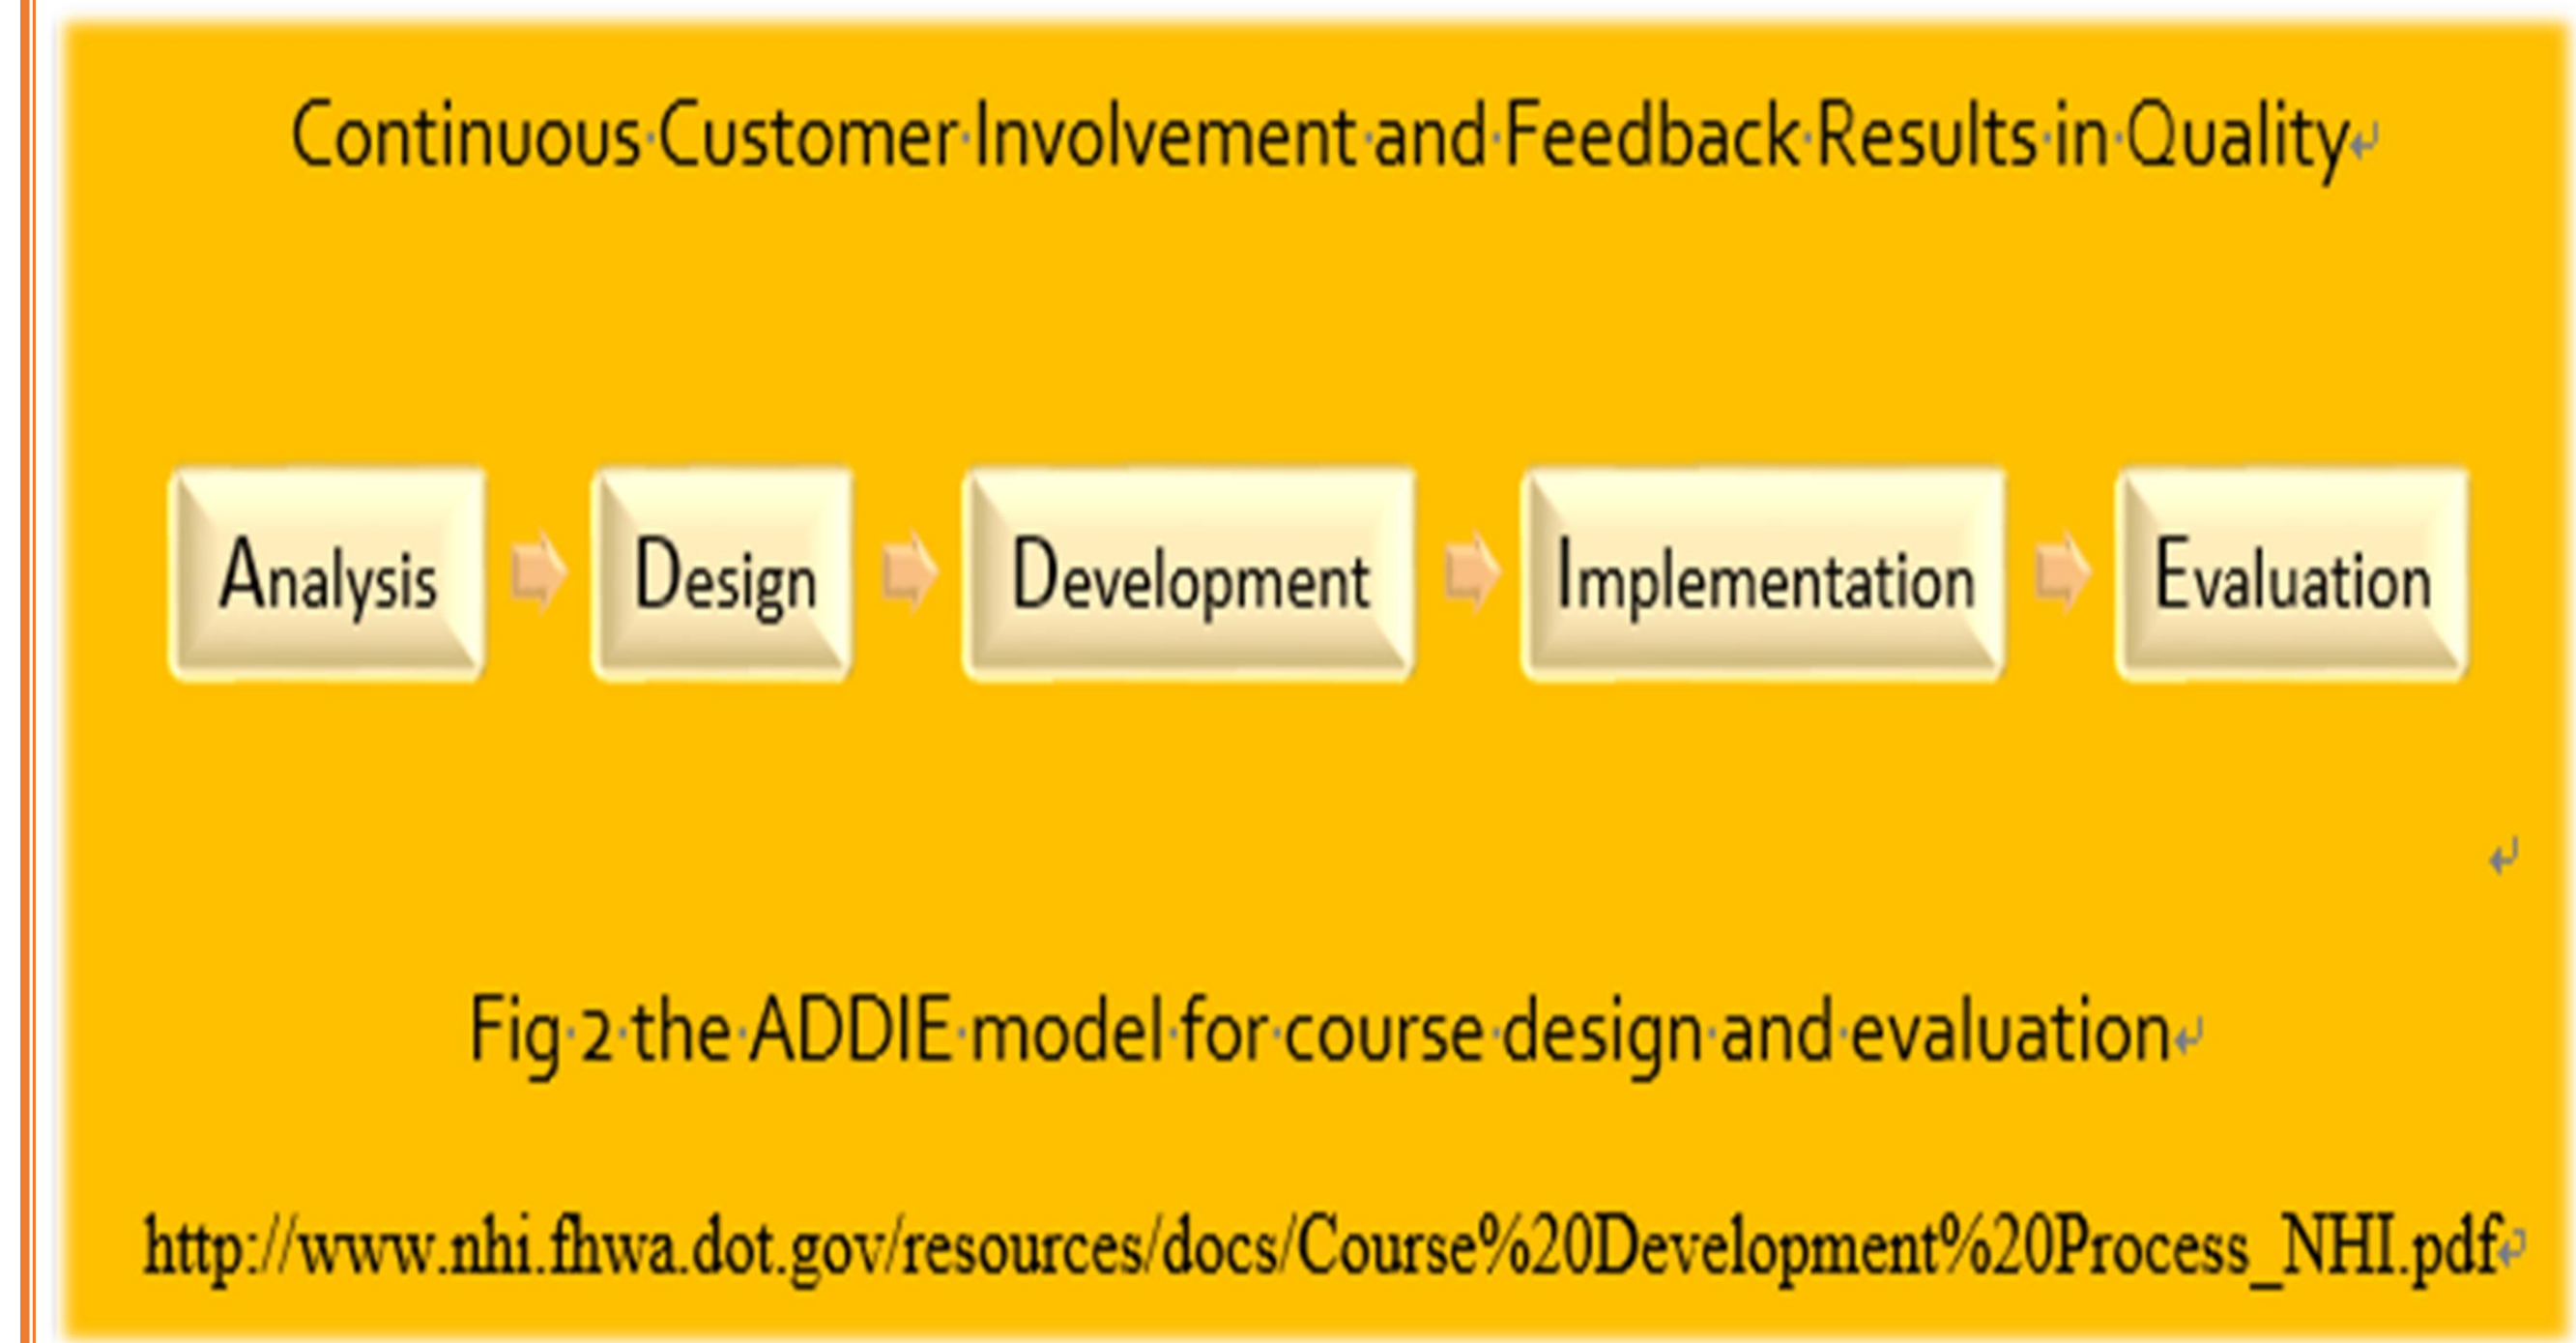 Continuous Customer Involvement and Feedback Results in Quality
Analysis Design Development Implementation Evaluation
Fig 2 the ADDIE model for course design and evaluation
http://www.nhi.fhwa.dot.gov/resources/docs/Course%20Development%20Process_NHI.pdf